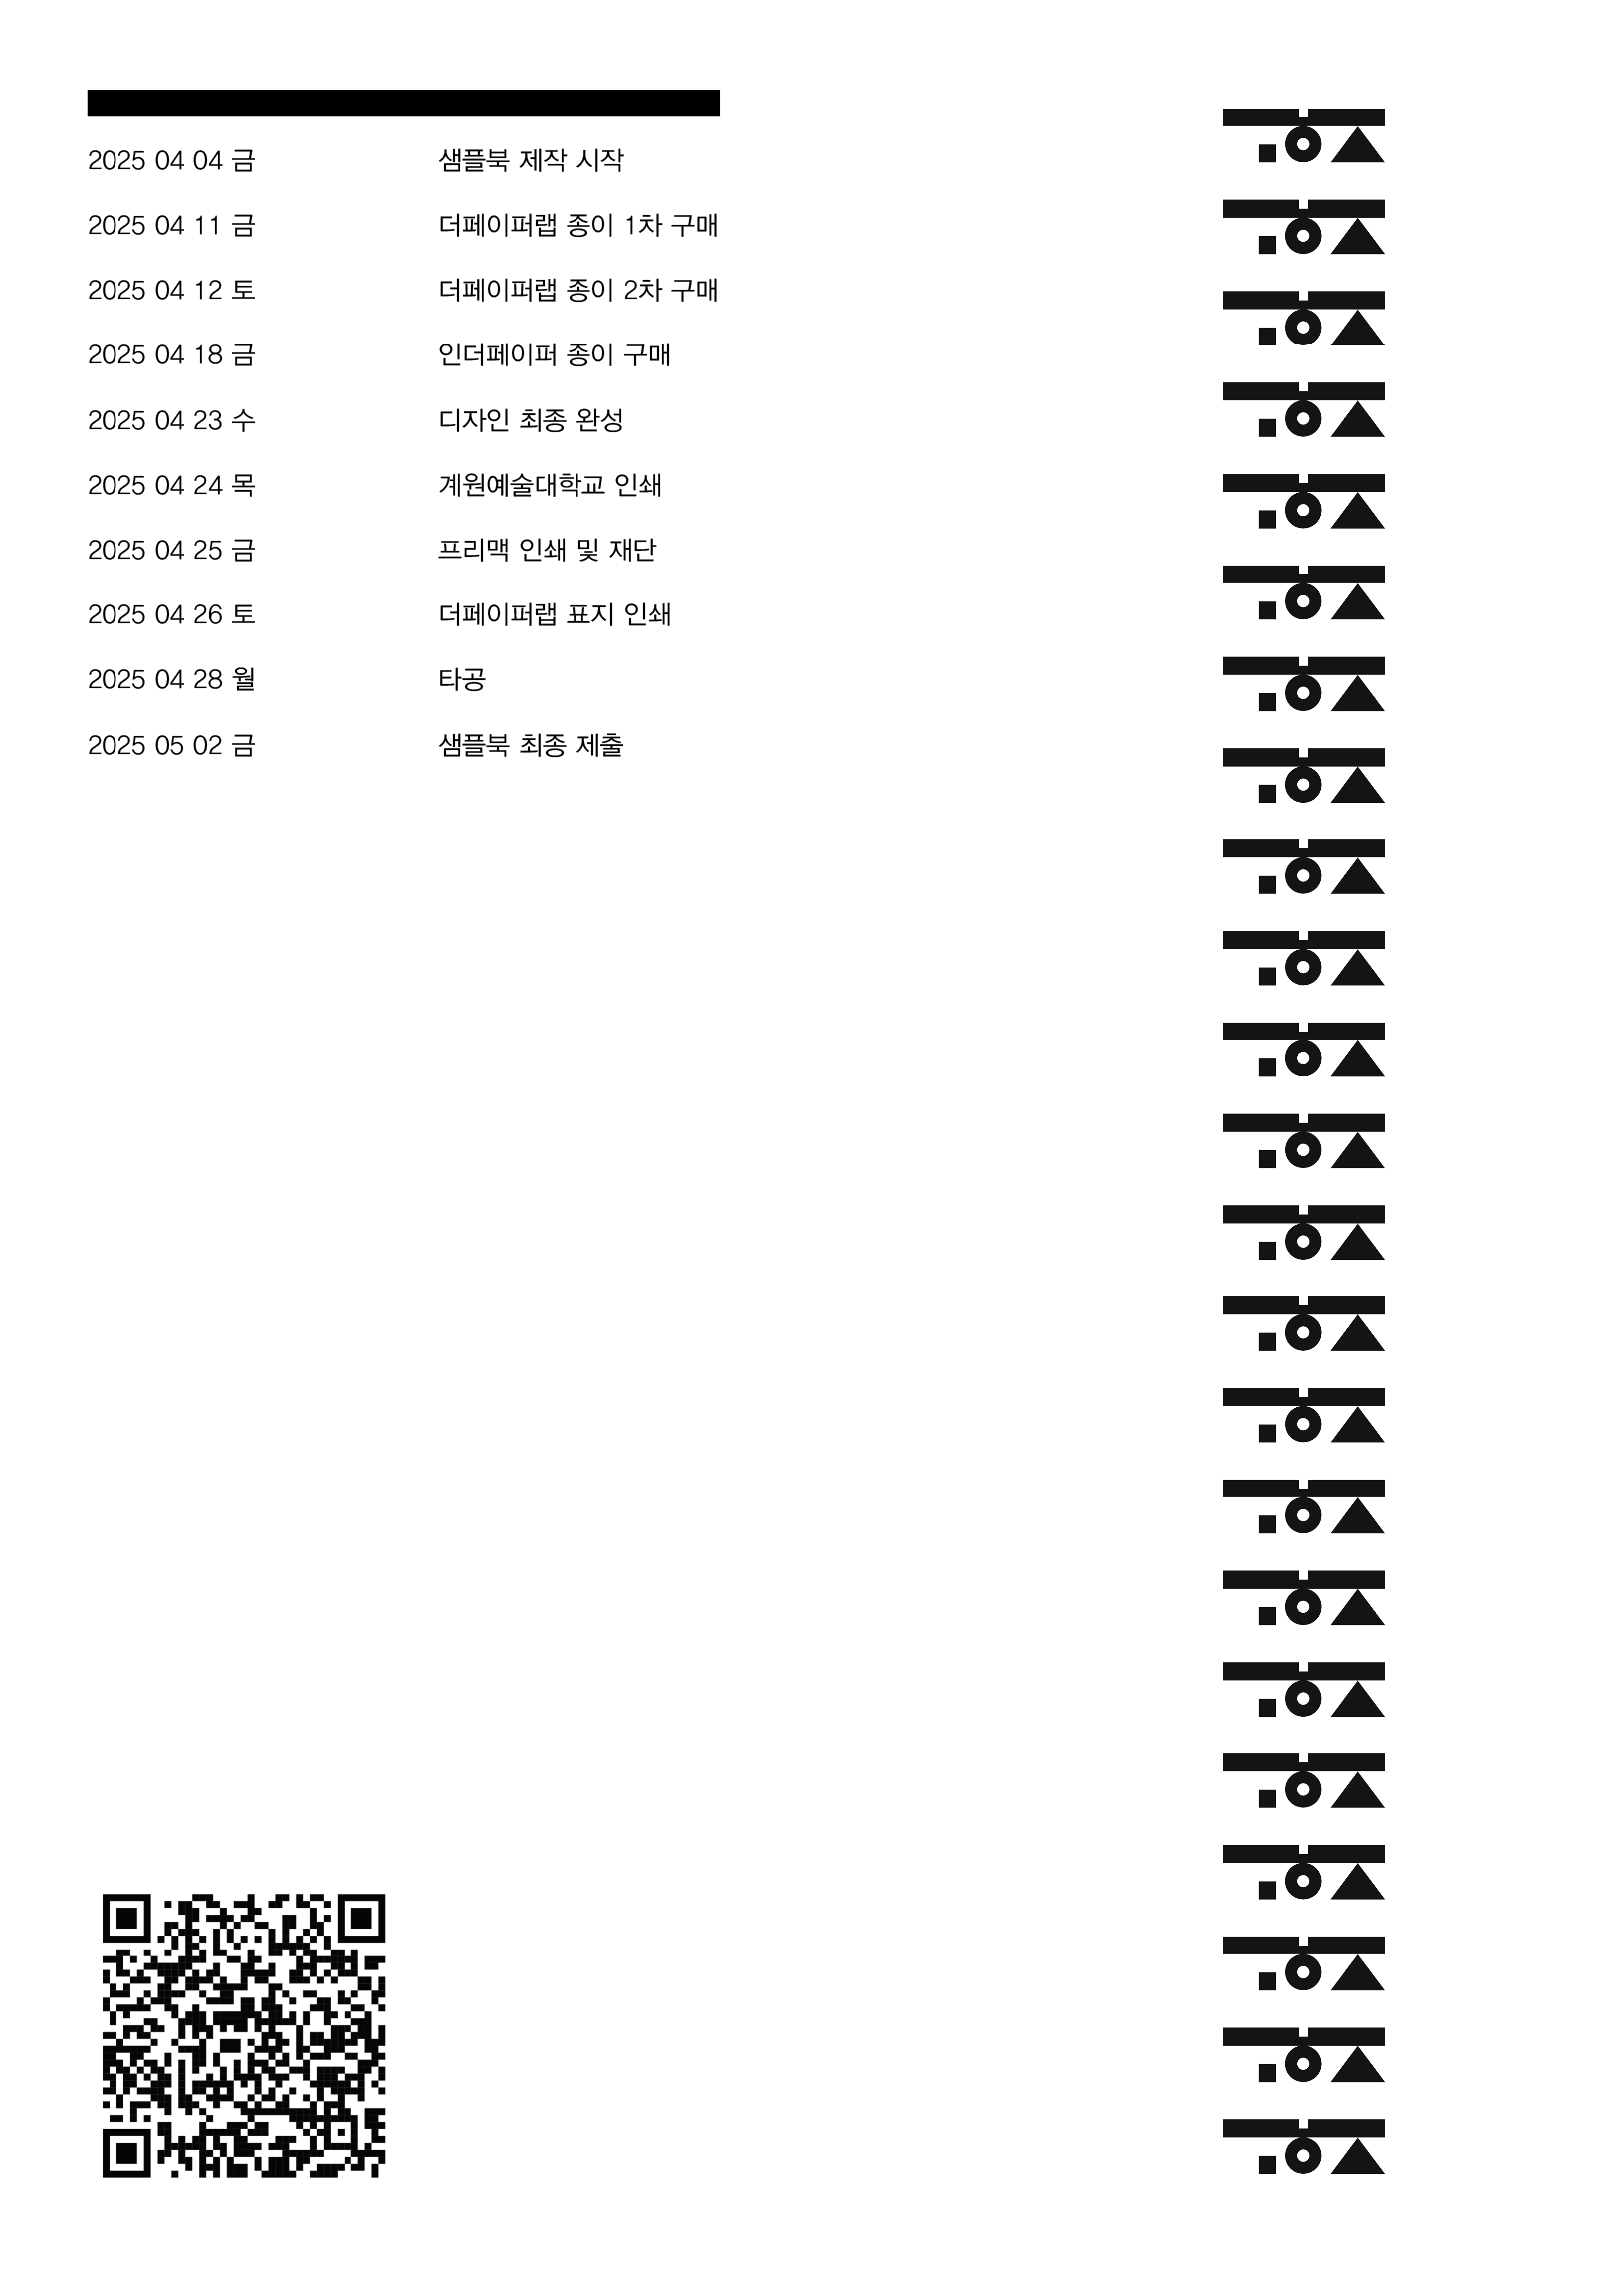 2025 04 04 금 샘플북 제작 시작
2025 04 11 금 더페이퍼랩 종이 1차 구매
2025 04 12 토 더페이퍼랩 종이 2차 구매
2025 04 18 금 인더페이퍼 종이 구매
2025 04 23 수 디자인 최종 완성
2025 04 24 목 계원예술대학교 인쇄
2025 04 25 금 프리맥 인쇄 및 재단
2025 04 26 토 더페이퍼랩 표지 인쇄
2025 04 28 월 타공
2025 05 02 금 샘플북 최종 제출